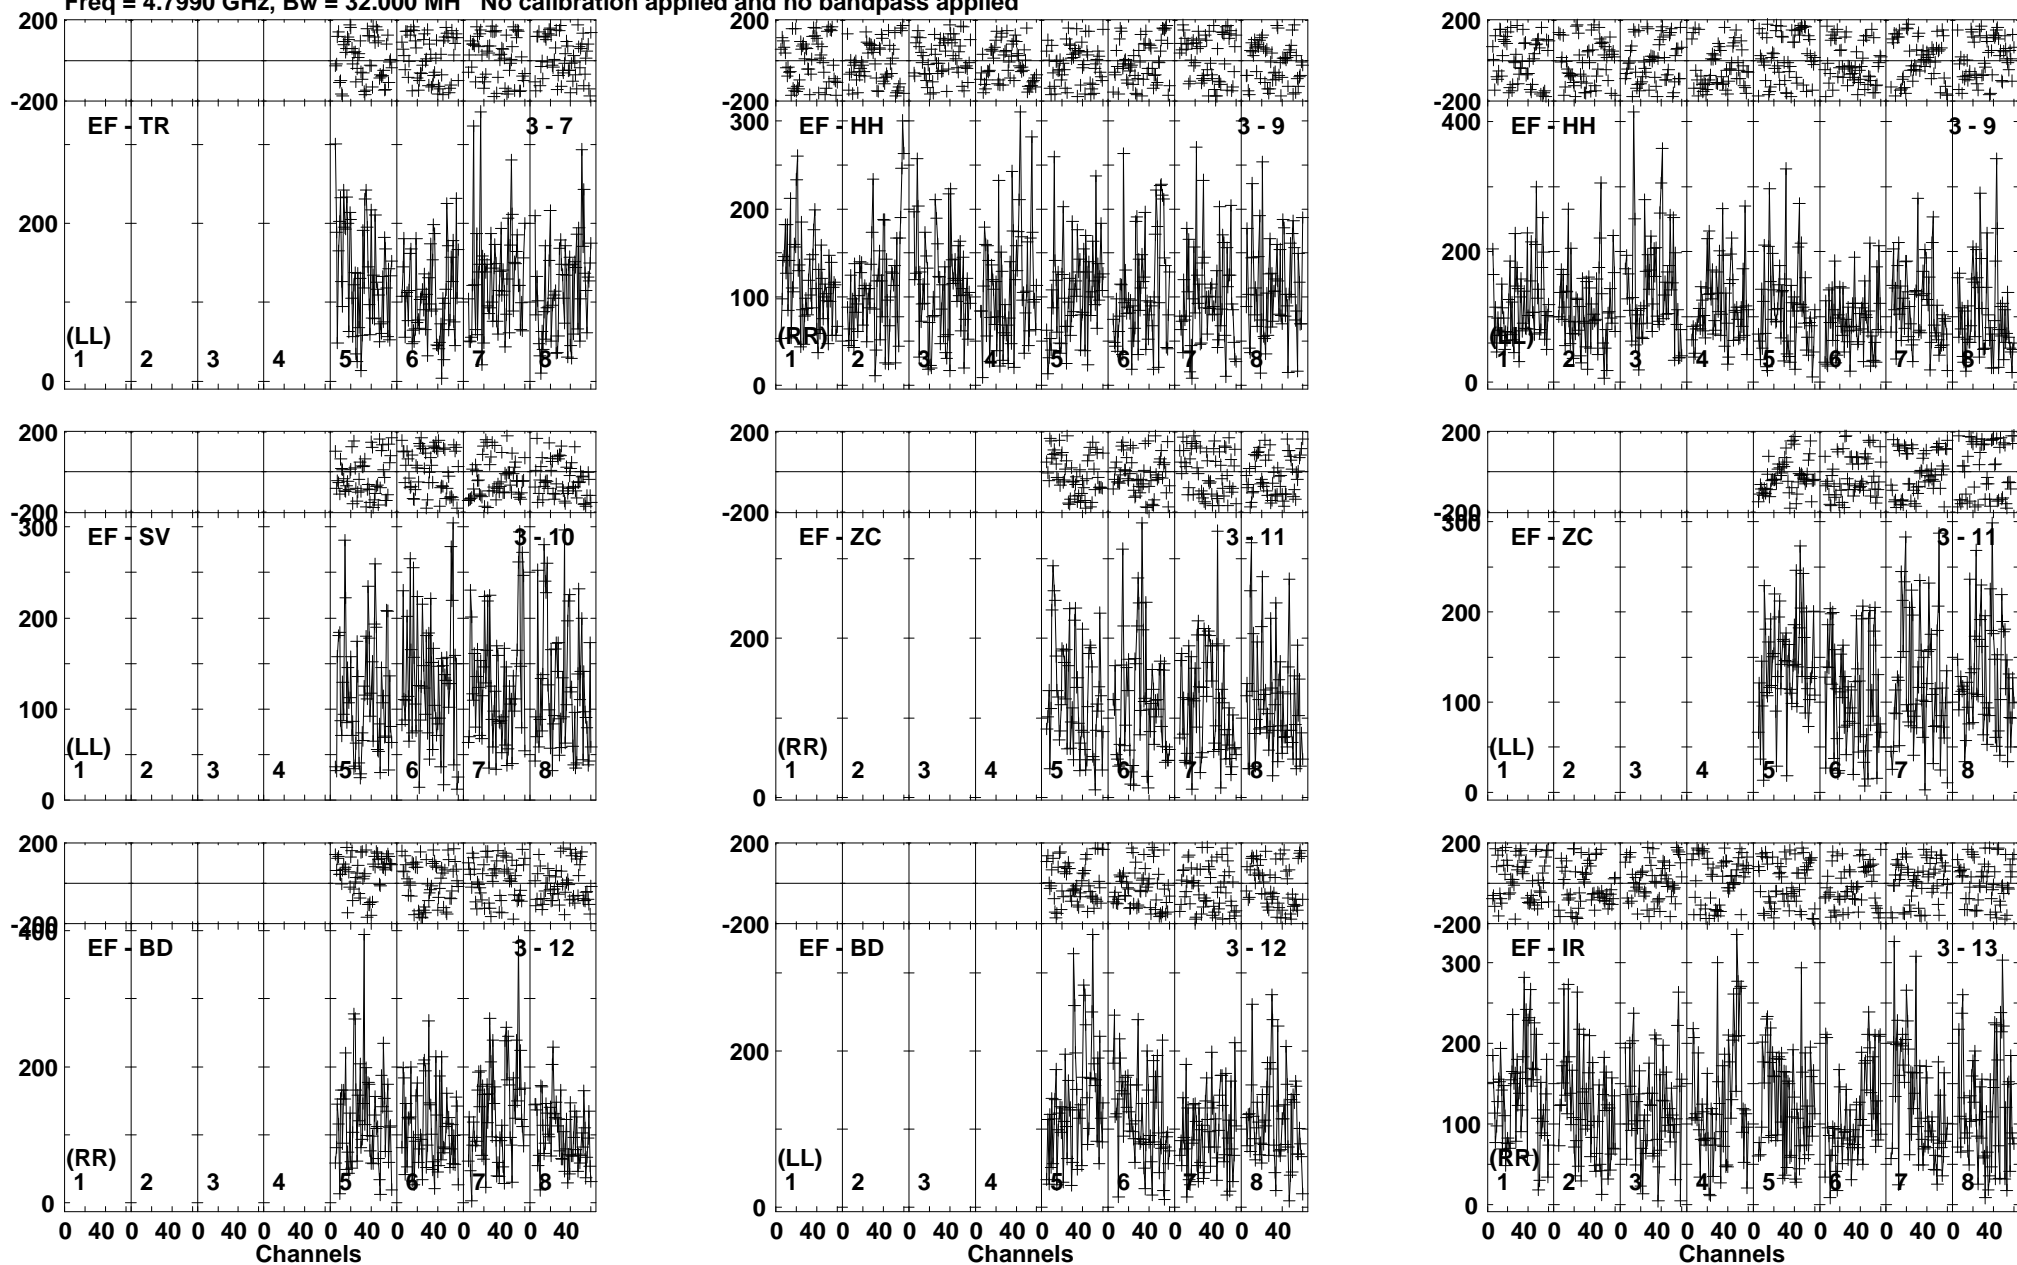 Freq = 4.7990 GHz, Bw = 32.000 MH No calibration applied and no bandpass applied
200 200 200
-200 -200 -200
EF - TR 3 - 7 300 EF - HH 3 - 9 400 EF - HH 3 - 9
200 200 200
100
(LL) (RR) (LL)
1 2 3 4 5 6 7 8 1 2 3 4 5 6 7 8 1 2 3 4 5 6 7 8
0 0 0
200 200 200
-200 -200 -200
300 EF - SV 3 - 10 EF - ZC 3 - 11 300 EF - ZC 3 - 11
200 200 200
100 100
(LL) (RR) (LL)
1 2 3 4 5 6 7 8 1 2 3 4 5 6 7 8 1 2 3 4 5 6 7 8
0 0 0
200 200 200
-200 -200 -200
400 EF - BD 3 - 12 EF - BD 3 - 12 300 EF - IR 3 - 13
200 200 200
100
(RR) (LL) (RR)
1 2 3 4 5 6 7 8 1 2 3 4 5 6 7 8 1 2 3 4 5 6 7 8
0 0 0
0 40 0 40 0 40 0 40 0 40 0 40 0 40 0 40 0 40 0 40 0 40 0 40 0 40 0 40 0 40 0 40 0 40 0 40 0 40 0 40 0 40 0 40 0 40 0 40
Channels Channels Channels